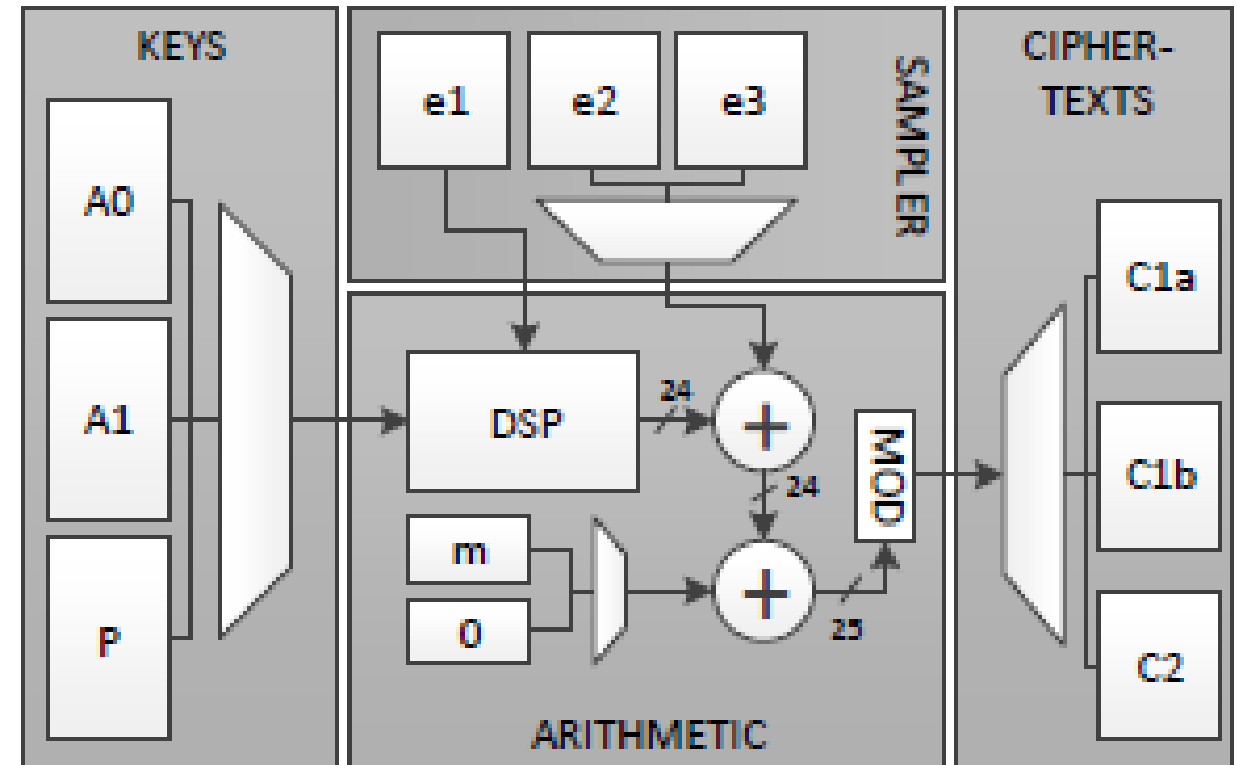 KEYS
A0
A1
P
e1
e2
e3
SAMPLER
DSP
24
+
24
+
25
m
0
MOD
ARITHMETIC
CIPHER-
TEXTS
C1a
C1b
C2